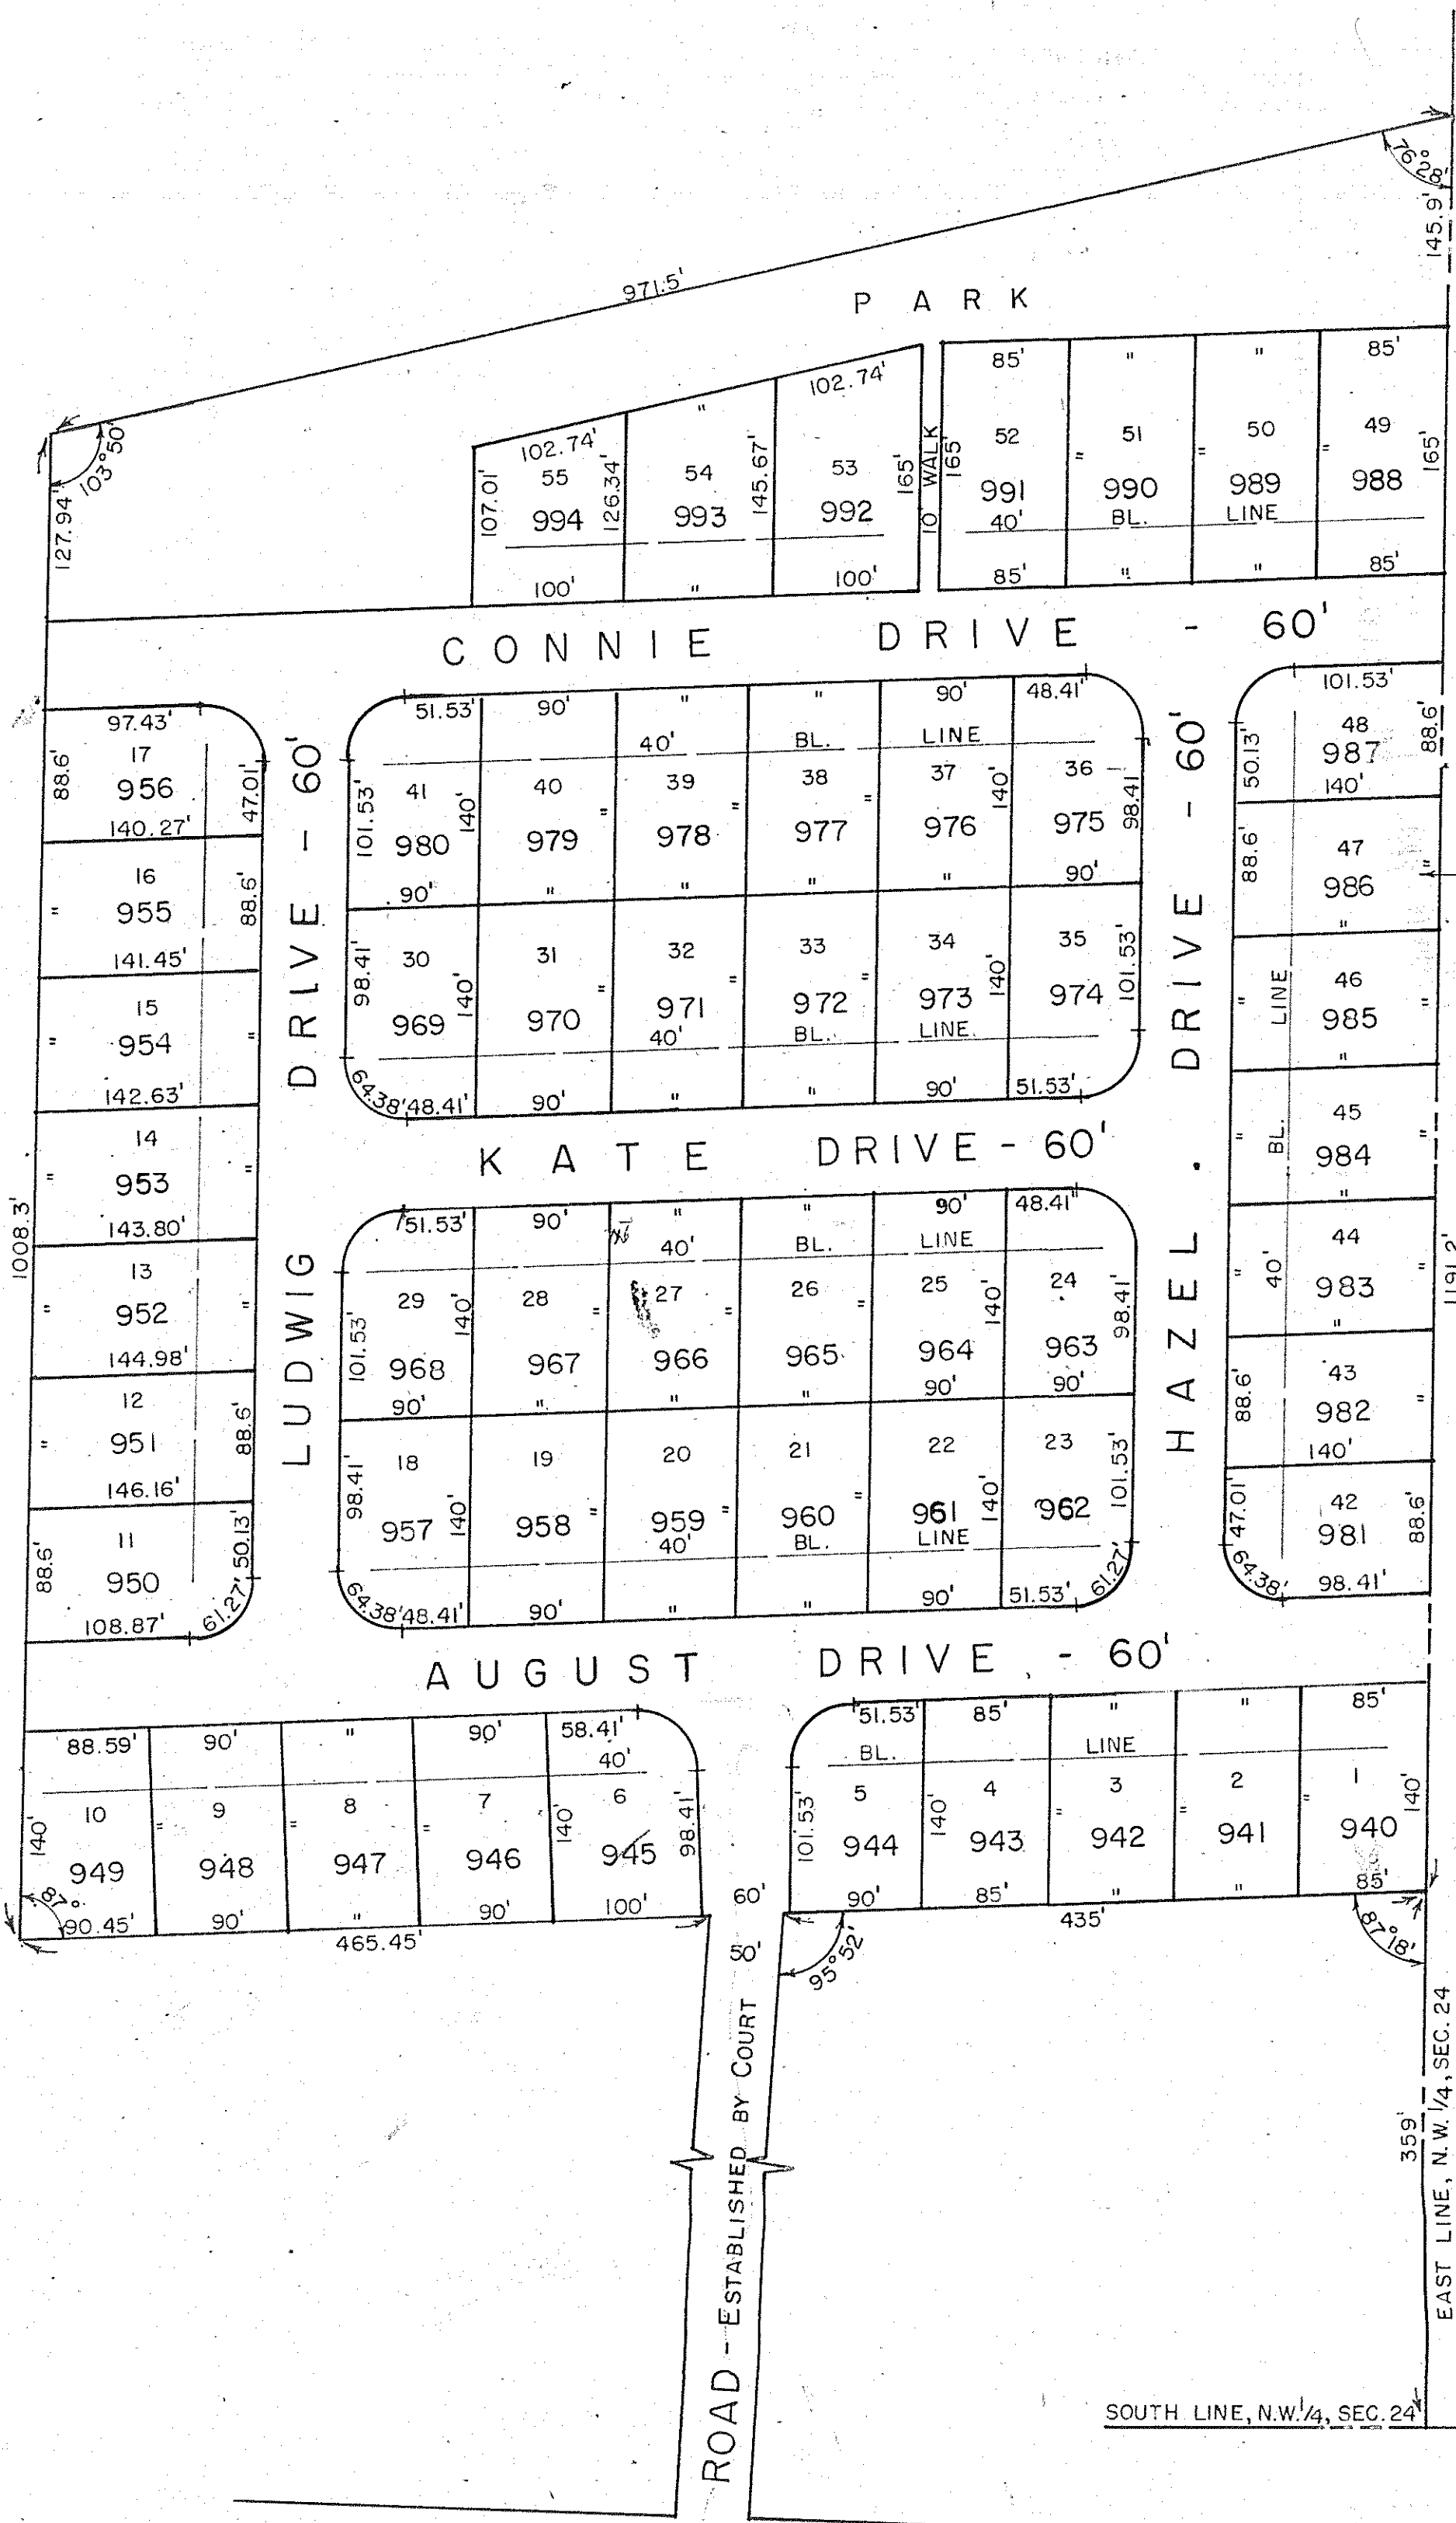 76°28'
145.9'
971.5'
PARK
103°50'
127.94'
102.74'
"
102.74'
85' " " 85'
107.01' 55 994 126.34' 54 993 145.67' 53 992 165'
10 WALK
165' 52 991 = 51 990 = 50 989 = 49 988 165'
40' BL. LINE
100' " 100'
85' " " 85'
CONNIE DRIVE - 60'
97.43'
88.6' 17 956 47.01'
140.27'
= 16 955 88.6'
141.45'
= 15 954 =
142.63'
= 14 953 =
143.80'
= 13 952 =
144.98'
= 12 951 88.6'
146.16'
88.6' 11 950 50.13'
108.87' 61.27'
1008.3'
LUDWIG DRIVE - 60'
51.53' 90' " " 90' 48.41'
40' BL. LINE
101.53' 41 980 140' 40 979 = 39 978 = 38 977 = 37 976 140' 36 975 98.41'
90' " " " " 90'
98.41' 30 969 140' 31 970 = 32 971 = 33 972 = 34 973 140' 35 974 101.53'
40' BL. LINE
64.38' 48.41' 90' " " 90' 51.53'
KATE DRIVE - 60'
51.53' 90' " " 90' 48.41'
40' BL. LINE
101.53' 29 968 140' 28 967 = 27 966 = 26 965 = 25 964 140' 24 963 98.41'
90' " " " 90' 90'
98.41' 18 957 140' 19 958 = 20 959 = 21 960 = 22 961 140' 23 962 101.53'
40' BL. LINE
64.38' 48.41' 90' " " 90' 51.53' 61.27'
HAZEL DRIVE - 60'
101.53'
50.13' 48 987 88.6'
140'
88.6' 47 986 "
"
" 46 985 "
"
= 45 984 =
"
= 44 983 =
"
88.6' 43 982 =
140'
47.01' 42 981 88.6'
64.38' 98.41'
40' BL. LINE
1191.2'
AUGUST DRIVE - 60'
88.59' 90' " 90' 58.41'
40'
140' 10 949 = 9 948 = 8 947 = 7 946 140' 6 945 98.41'
87°
90.45' 90' " 90' 100'
465.45'
51.53' 85' " " 85'
BL. LINE
101.53' 5 944 140' 4 943 = 3 942 = 2 941 = 1 940 140'
90' 85' " " 85'
60'
435'
50'
95°52'
87°18'
ROAD - ESTABLISHED BY COURT
359'
EAST LINE, N.W. 1/4, SEC. 24
SOUTH LINE, N.W. 1/4, SEC. 24